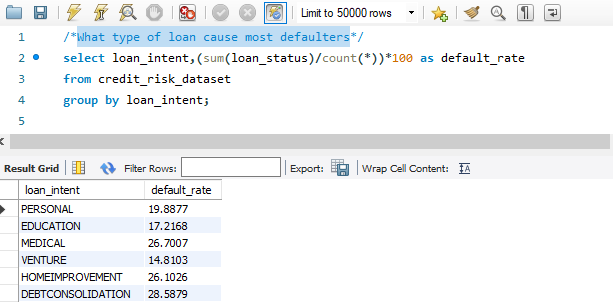 Limit to 50000 rows
1 /*What type of loan cause most defaulters*/
2 select loan_intent,(sum(loan_status)/count(*))*100 as default_rate
3 from credit_risk_dataset
4 group by loan_intent;
5
Result Grid Filter Rows: Export: Wrap Cell Content: IA
loan_intent default_rate
PERSONAL 19.8877
EDUCATION 17.2168
MEDICAL 26.7007
VENTURE 14.8103
HOMEIMPROVEMENT 26.1026
DEBTCONSOLIDATION 28.5879